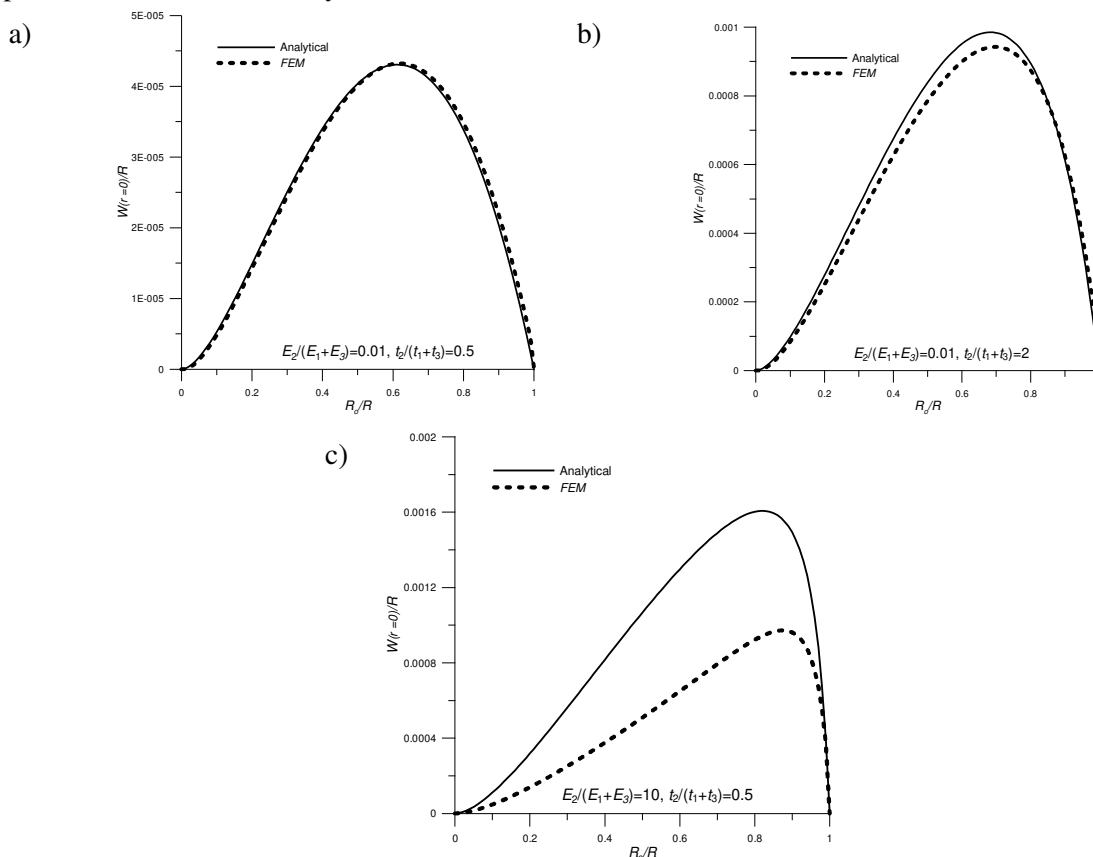 a)
5E-005
4E-005
3E-005
2E-005
1E-005
0
W(r =0)/R
Analytical
FEM
E2/(E1+E3)=0.01, t2/(t1+t3)=0.5
0 0.2 0.4 0.6 0.8 1
Ro/R
b)
0.001
0.0008
0.0006
0.0004
0.0002
0
W(r =0)/R
Analytical
FEM
E2/(E1+E3)=0.01, t2/(t1+t3)=2
0 0.2 0.4 0.6 0.8
Ro/R
c)
0.002
0.0016
0.0012
0.0008
0.0004
0
W(r =0)/R
Analytical
FEM
E2/(E1+E3)=10, t2/(t1+t3)=0.5
0 0.2 0.4 0.6 0.8 1